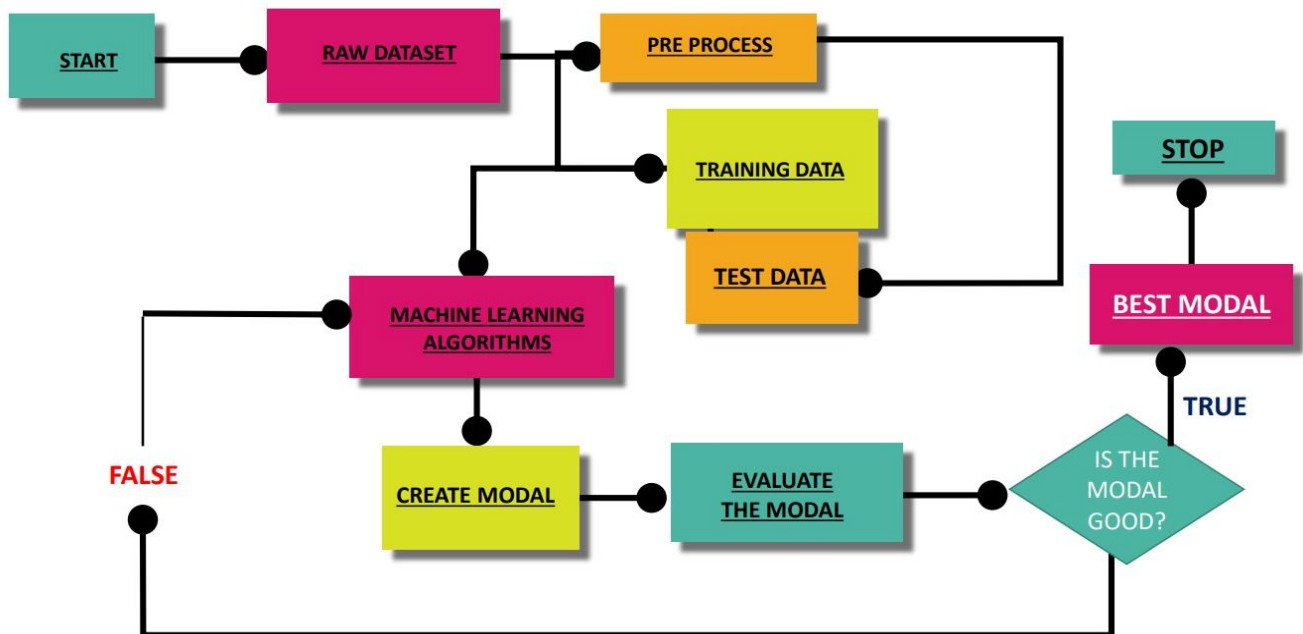 START
RAW DATASET
PRE PROCESS
TRAINING DATA
STOP
TEST DATA
MACHINE LEARNING
ALGORITHMS
BEST MODAL
TRUE
FALSE
CREATE MODAL
EVALUATE
THE MODAL
IS THE
MODAL
GOOD?